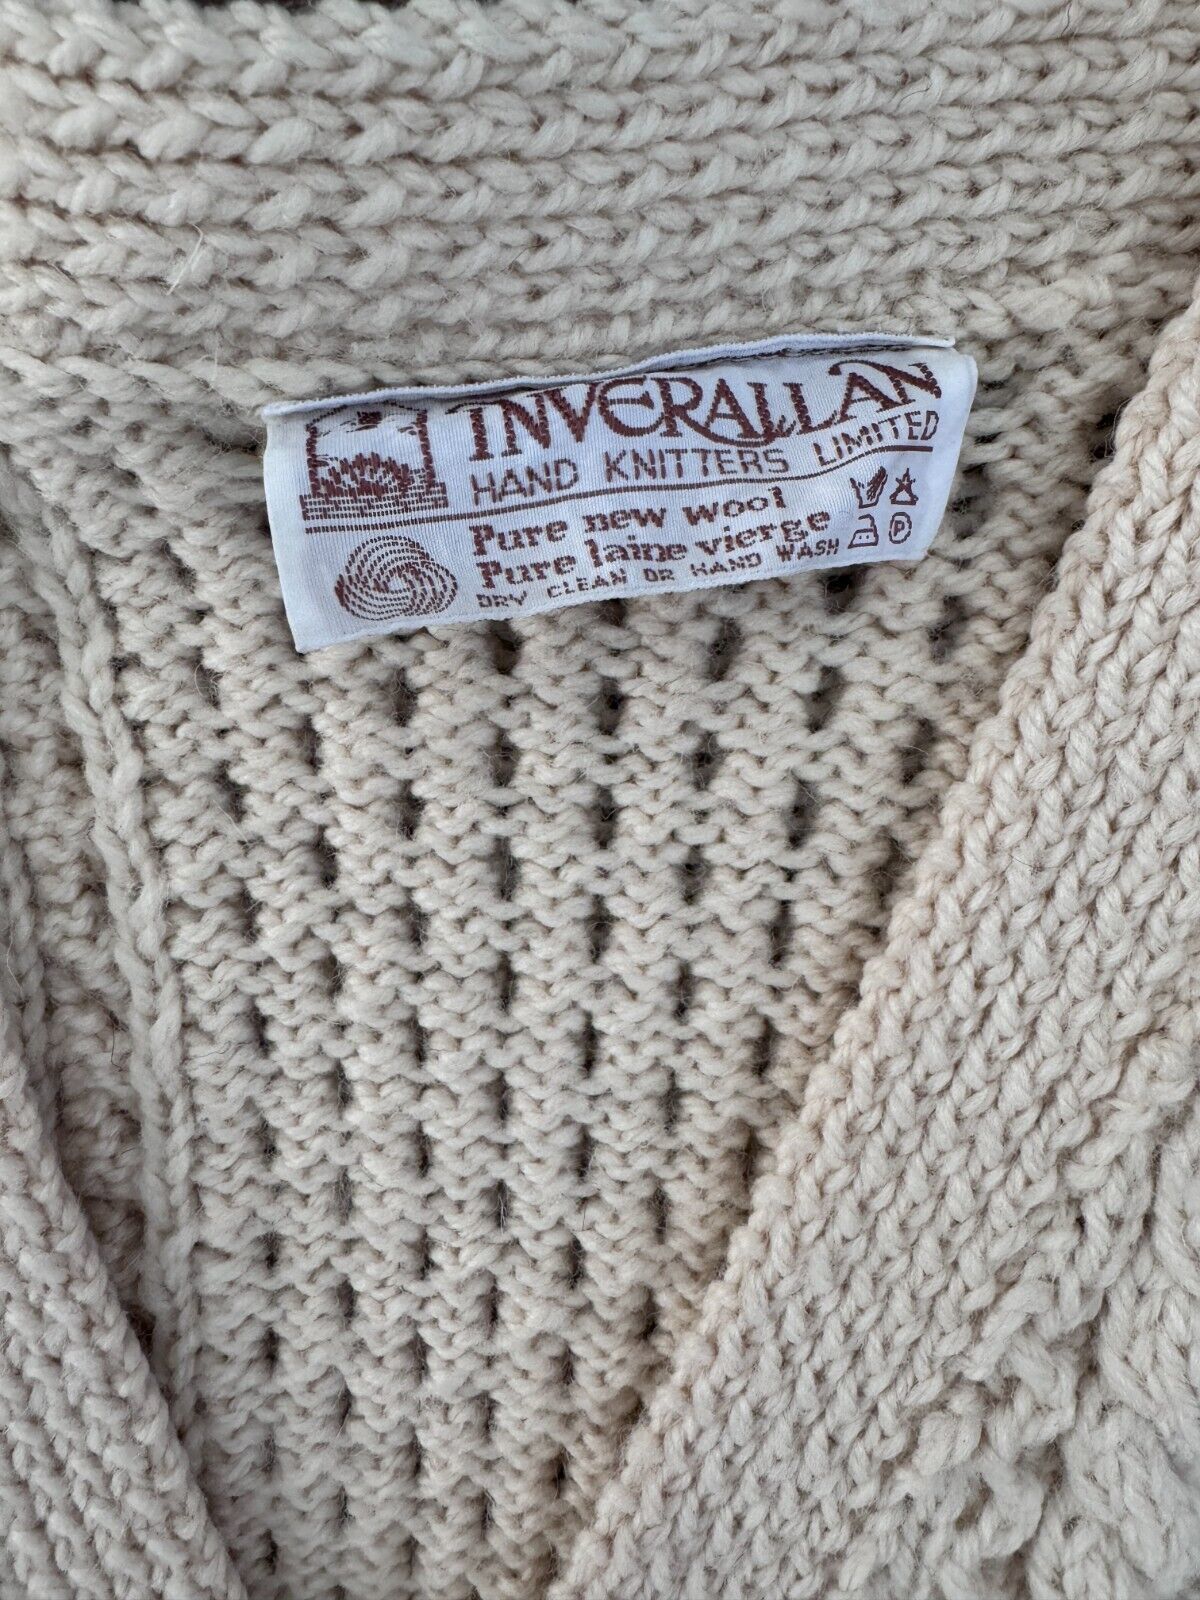 INVERALLAN
HAND KNITTERS LIMITED
Pure new wool
Pure laine vierge
DRY CLEAN OR HAND WASH
P